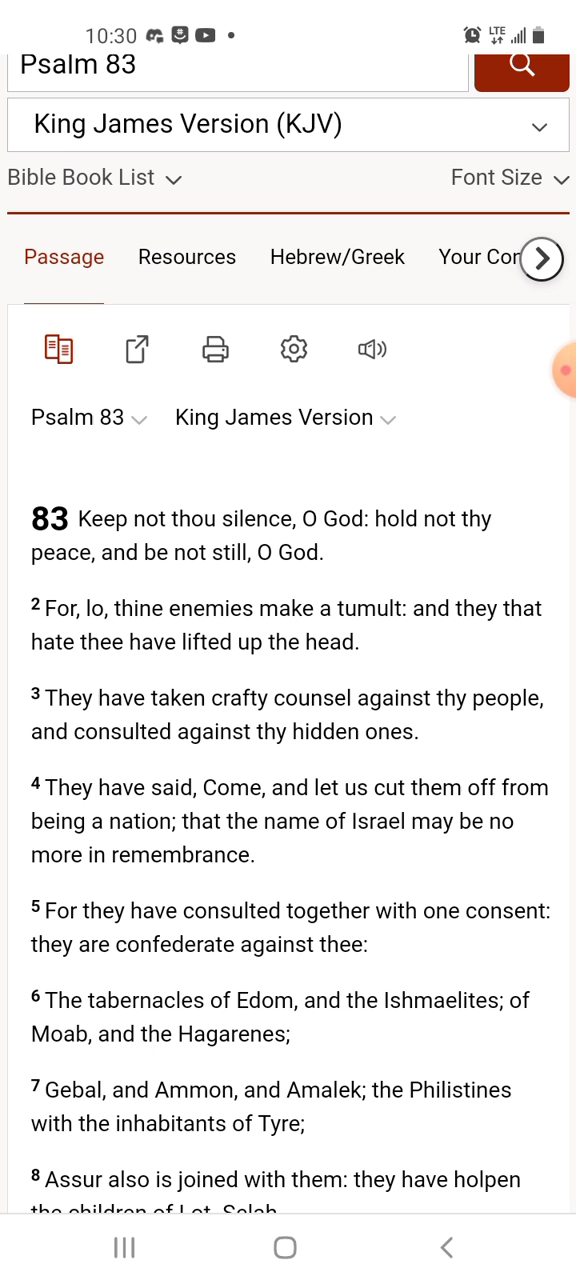 10:30
LTE
Psalm 83
King James Version (KJV)
Bible Book List Font Size
Passage Resources Hebrew/Greek Your Cor
Psalm 83 King James Version
83 Keep not thou silence, O God: hold not thy
peace, and be not still, O God.
2 For, lo, thine enemies make a tumult: and they that
hate thee have lifted up the head.
3 They have taken crafty counsel against thy people,
and consulted against thy hidden ones.
4 They have said, Come, and let us cut them off from
being a nation; that the name of Israel may be no
more in remembrance.
5 For they have consulted together with one consent:
they are confederate against thee:
6 The tabernacles of Edom, and the Ishmaelites; of
Moab, and the Hagarenes;
7 Gebal, and Ammon, and Amalek; the Philistines
with the inhabitants of Tyre;
8 Assur also is joined with them: they have holpen
the children of Lot. Selah.